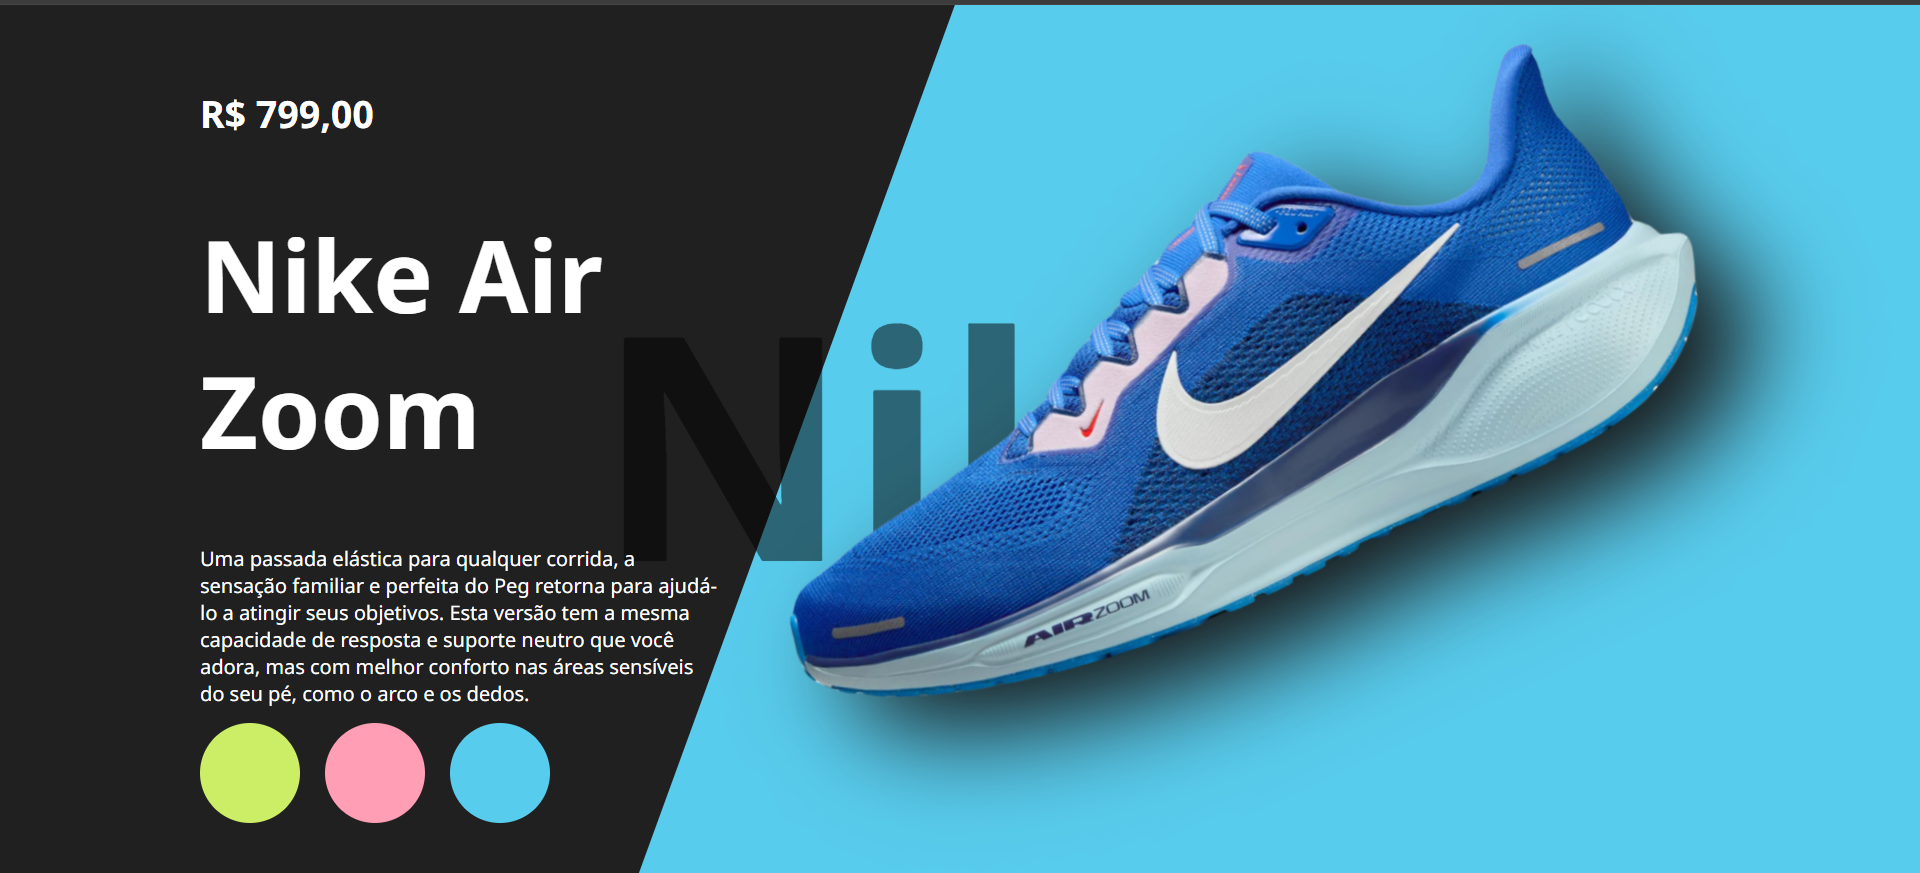 R$ 799,00
Nike Air
Zoom
Nik
Uma passada elástica para qualquer corrida, a
sensação familiar e perfeita do Peg retorna para ajudá-
lo a atingir seus objetivos. Esta versão tem a mesma
capacidade de resposta e suporte neutro que você
adora, mas com melhor conforto nas áreas sensíveis
do seu pé, como o arco e os dedos.
AIRZOOM